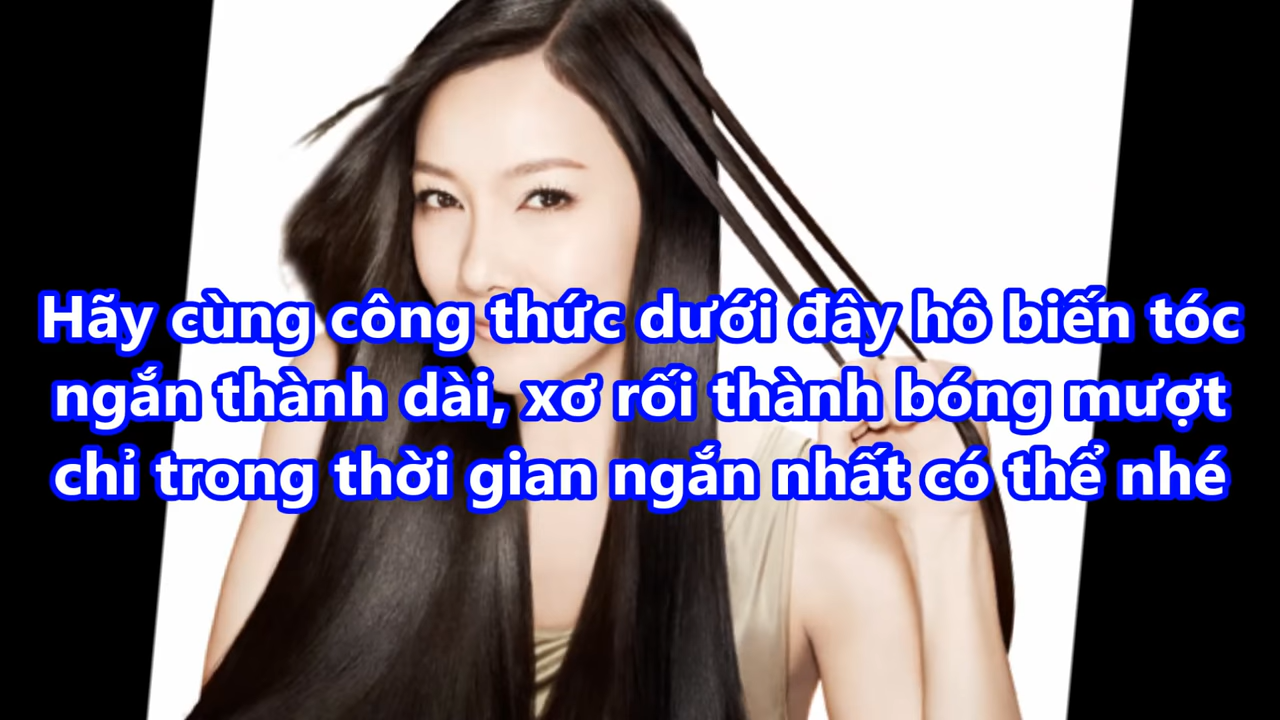 Hãy cùng công thức dưới đây hô biến tóc
ngắn thành dài, xơ rối thành bóng mượt
chỉ trong thời gian ngắn nhất có thể nhé